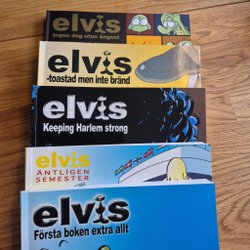 elvis
ingen dag utan ångest
elvis
-toastad men inte bränd
elvis
Keeping Harlem strong
elvis
ÄNTLIGEN
SEMESTER
elvis
Första boken extra allt